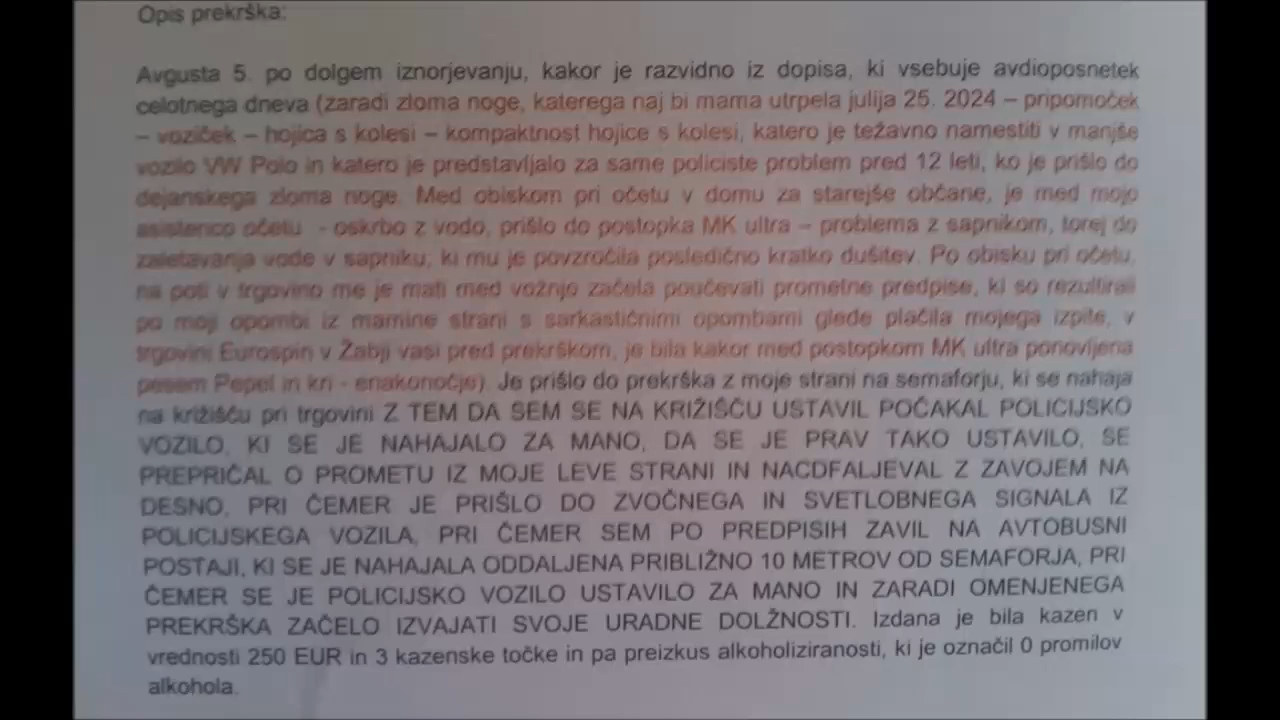 Opis prekrška:
Avgusta 5. po dolgem iznorjevanju, kakor je razvidno iz dopisa, ki vsebuje avdioposnetek
celotnega dneva (zaradi zloma noge, katerega naj bi mama utrpela julija 25. 2024 – pripomoček
– voziček – hojica s kolesi – kompaktnost hojice s kolesi, katero je težavno namestiti v manjše
vozilo VW Polo in katero je predstavljalo za same policiste problem pred 12 leti, ko je prišlo do
dejanskega zloma noge. Med obiskom pri očetu v domu za starejše občane, je med mojo
asistenco očetu - oskrbo z vodo, prišlo do postopka MK ultra – problema z sapnikom, torej do
zaletavanja vode v sapniku, ki mu je povzročila posledično kratko dušitev. Po obisku pri očetu,
na poti v trgovino me je mati med vožnjo začela poučevati prometne predpise, ki so rezultirali
po moji opombi iz mamine strani s sarkastičnimi opombami glede plačila mojega izpita, v
trgovini Eurospin v Žabji vasi pred prekrškom, je bila kakor med postopkom MK ultra ponovljena
pesem Pepel in kri - enakonočje). Je prišlo do prekrška z moje strani na semaforju, ki se nahaja
na križišču pri trgovini Z TEM DA SEM SE NA KRIŽIŠČU USTAVIL POČAKAL POLICIJSKO
VOZILO, KI SE JE NAHAJALO ZA MANO, DA SE JE PRAV TAKO USTAVILO, SE
PREPRIČAL O PROMETU IZ MOJE LEVE STRANI IN NACDFALJEVAL Z ZAVOJEM NA
DESNO, PRI ČEMER JE PRIŠLO DO ZVOČNEGA IN SVETLOBNEGA SIGNALA IZ
POLICIJSKEGA VOZILA, PRI ČEMER SEM PO PREDPISIH ZAVIL NA AVTOBUSNI
POSTAJI, KI SE JE NAHAJALA ODDALJENA PRIBLIŽNO 10 METROV OD SEMAFORJA, PRI
ČEMER SE JE POLICIJSKO VOZILO USTAVILO ZA MANO IN ZARADI OMENJENEGA
PREKRŠKA ZAČELO IZVAJATI SVOJE URADNE DOLŽNOSTI. Izdana je bila kazen v
vrednosti 250 EUR in 3 kazenske točke in pa preizkus alkoholiziranosti, ki je označil 0 promilov
alkohola.